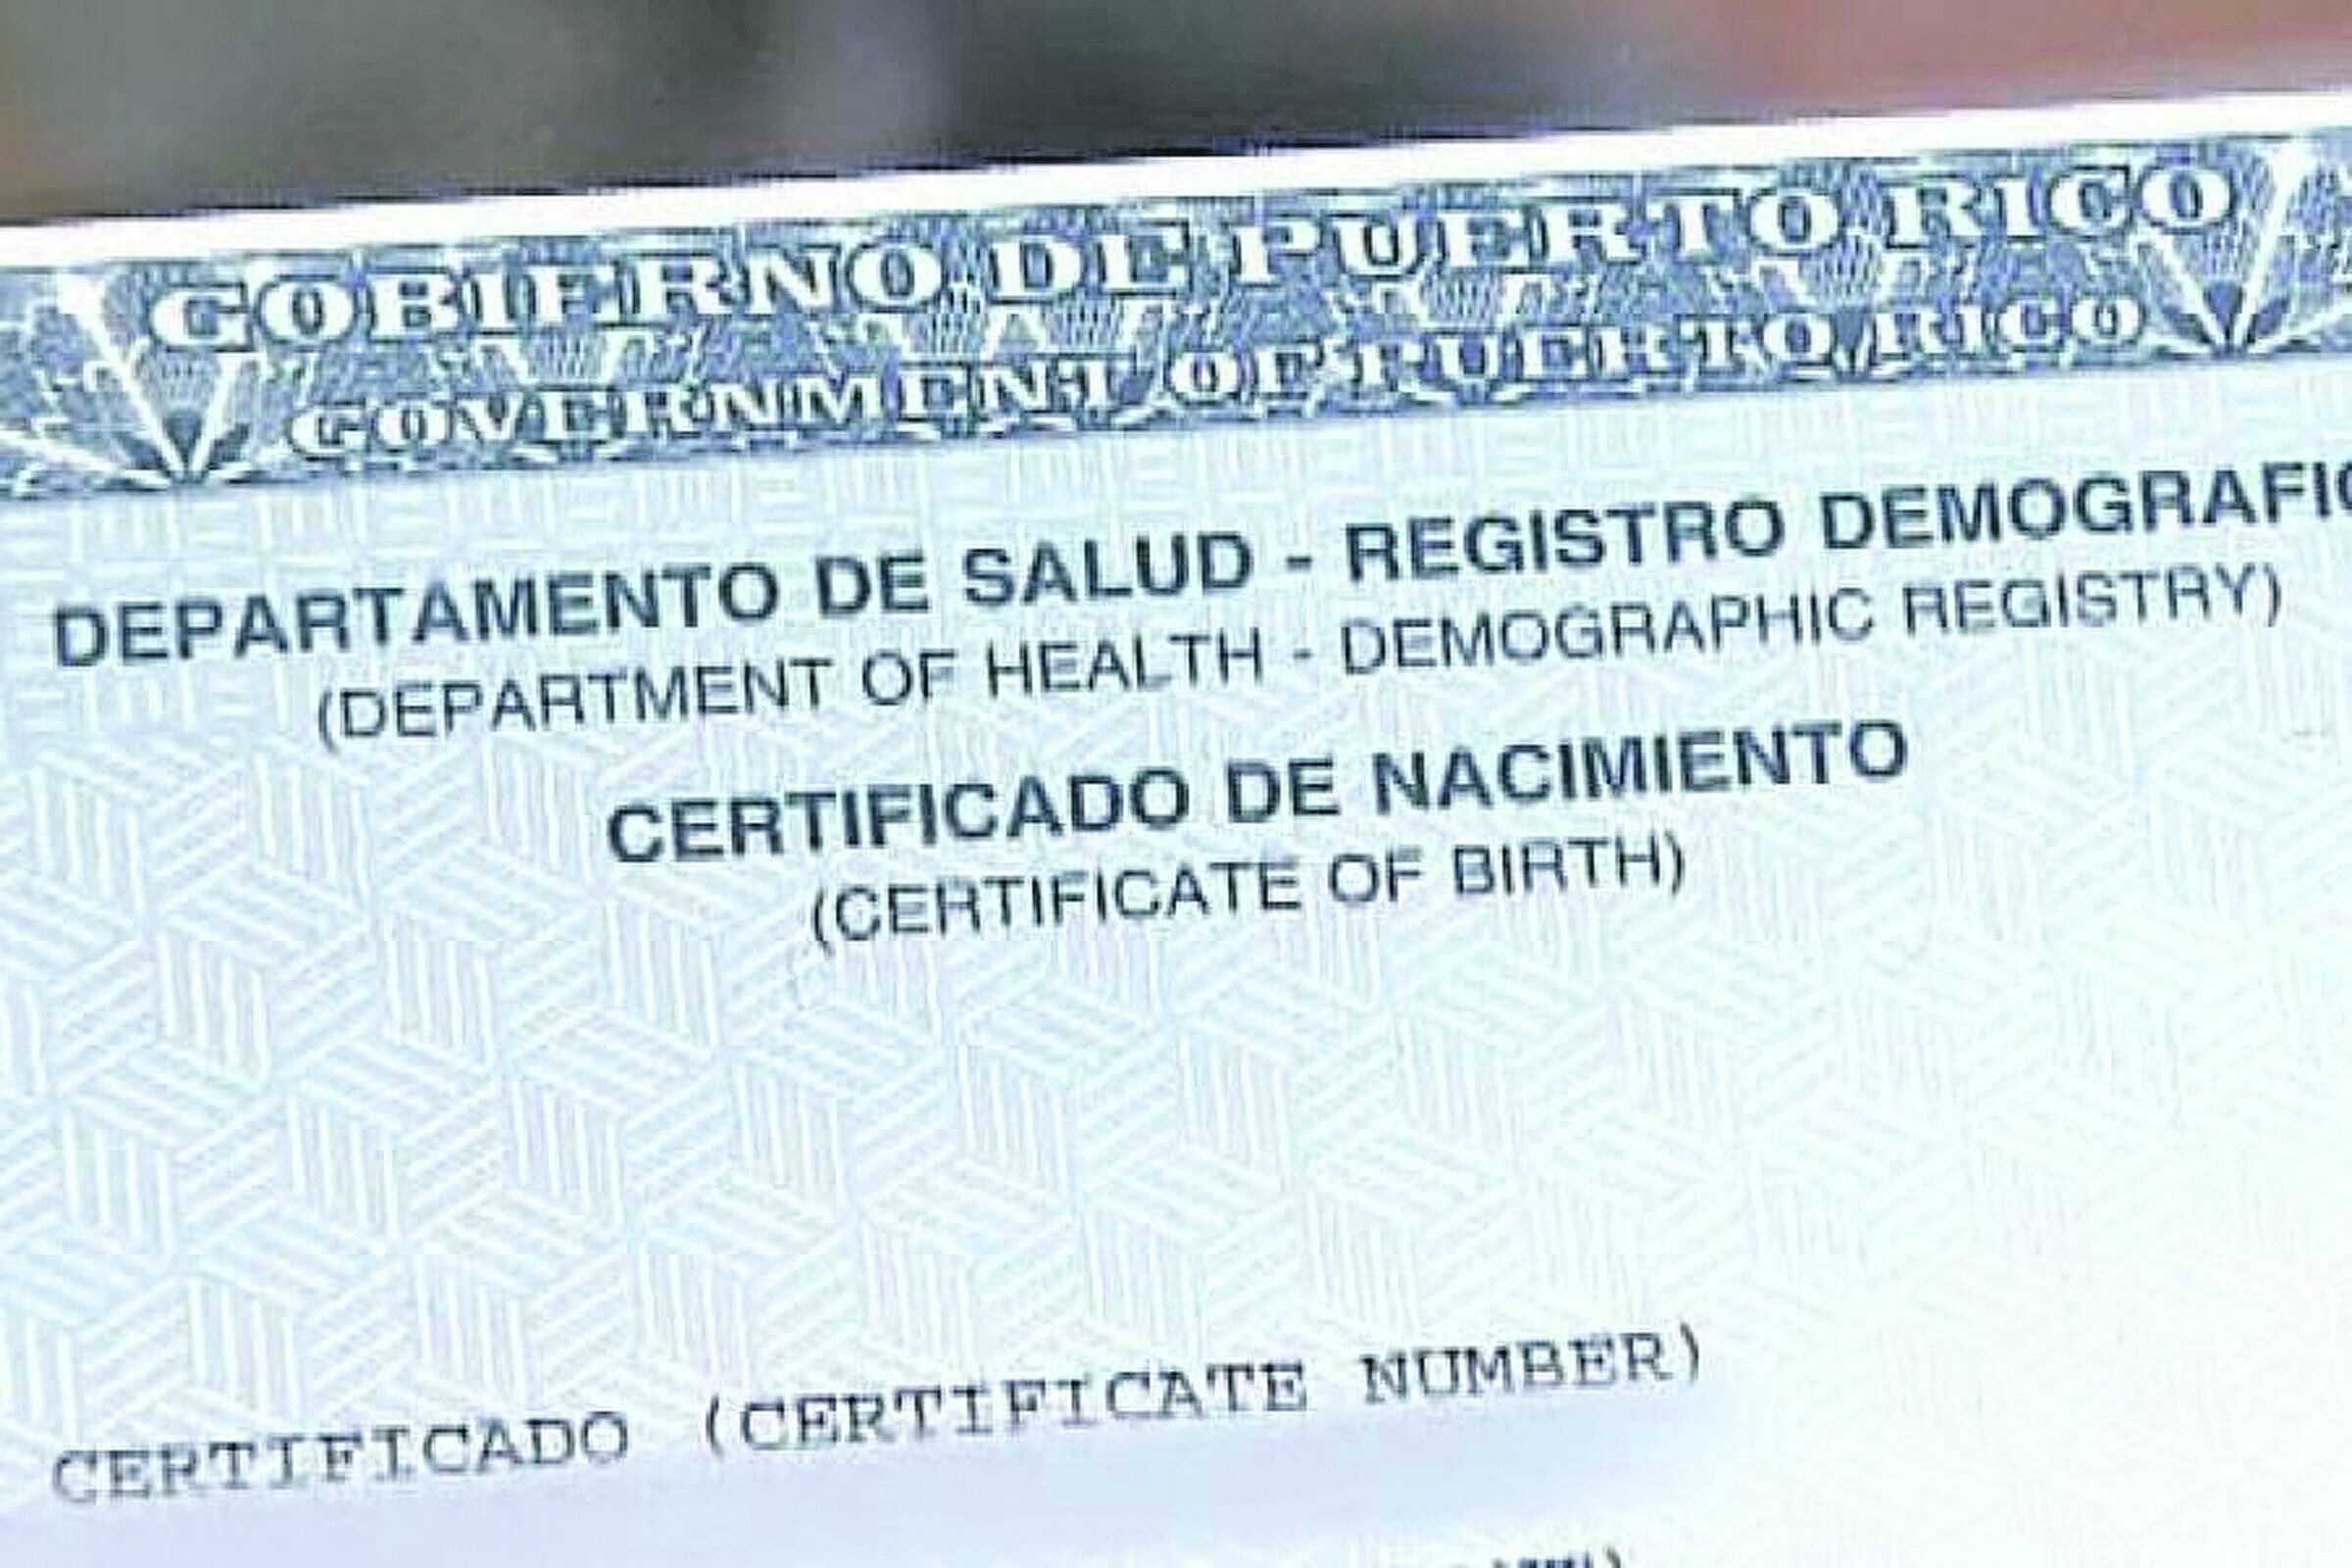 GOBIERNO DE PUERTO RICO
GOVERNMENT OF PUERTO RICO
DEPARTAMENTO DE SALUD - REGISTRO DEMOGRAFIC
(DEPARTMENT OF HEALTH - DEMOGRAPHIC REGISTRY)
CERTIFICADO DE NACIMIENTO
(CERTIFICATE OF BIRTH)
CERTIFICADO (CERTIFICATE NUMBER)